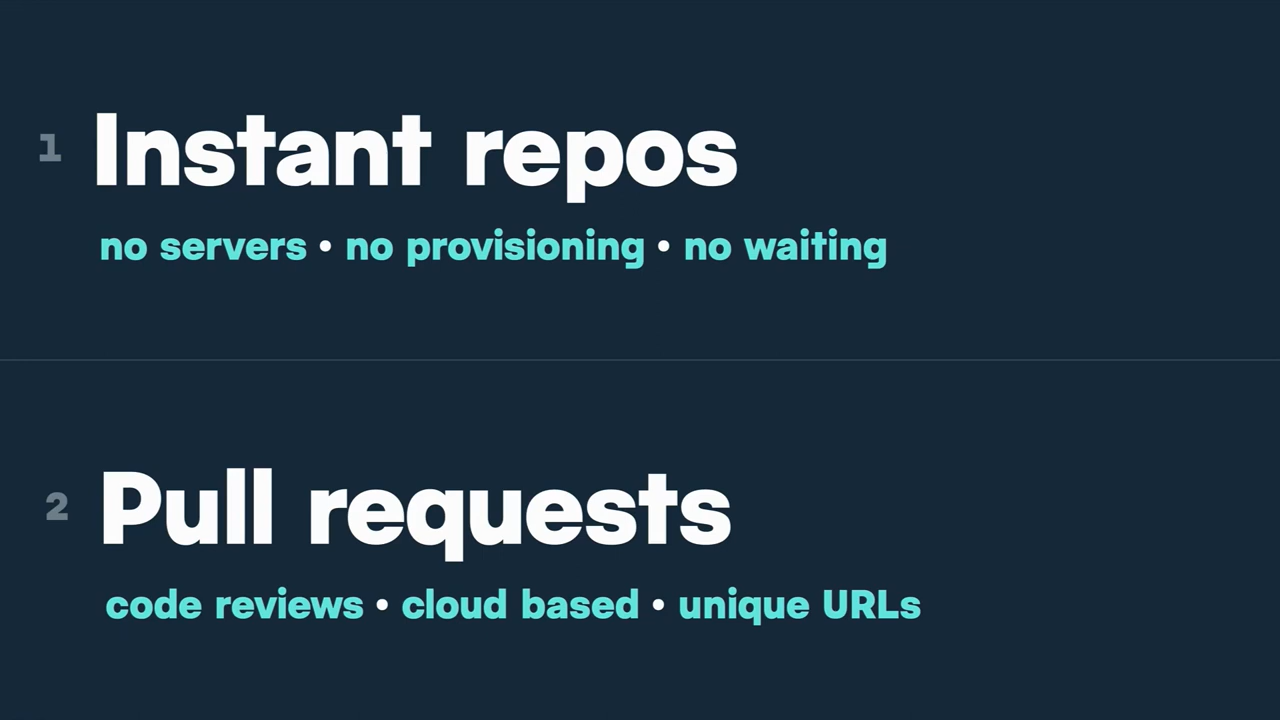 1 Instant repos
no servers • no provisioning • no waiting
2 Pull requests
code reviews • cloud based • unique URLs